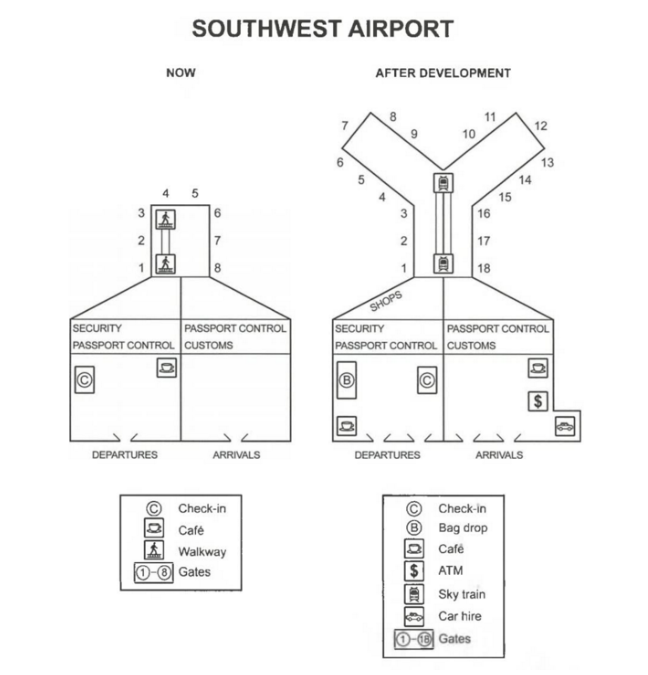 SOUTHWEST AIRPORT
NOW
4 5
3 6
2 7
1 8
SECURITY PASSPORT CONTROL
PASSPORT CONTROL CUSTOMS
C
DEPARTURES ARRIVALS
C Check-in
Café
Walkway
1–8 Gates
AFTER DEVELOPMENT
8 11
7 9 10 12
6 13
5 14
4 15
3 16
2 17
1 18
SHOPS
SECURITY PASSPORT CONTROL
PASSPORT CONTROL CUSTOMS
B C
$
DEPARTURES ARRIVALS
C Check-in
B Bag drop
Café
$ ATM
Sky train
Car hire
1–18 Gates